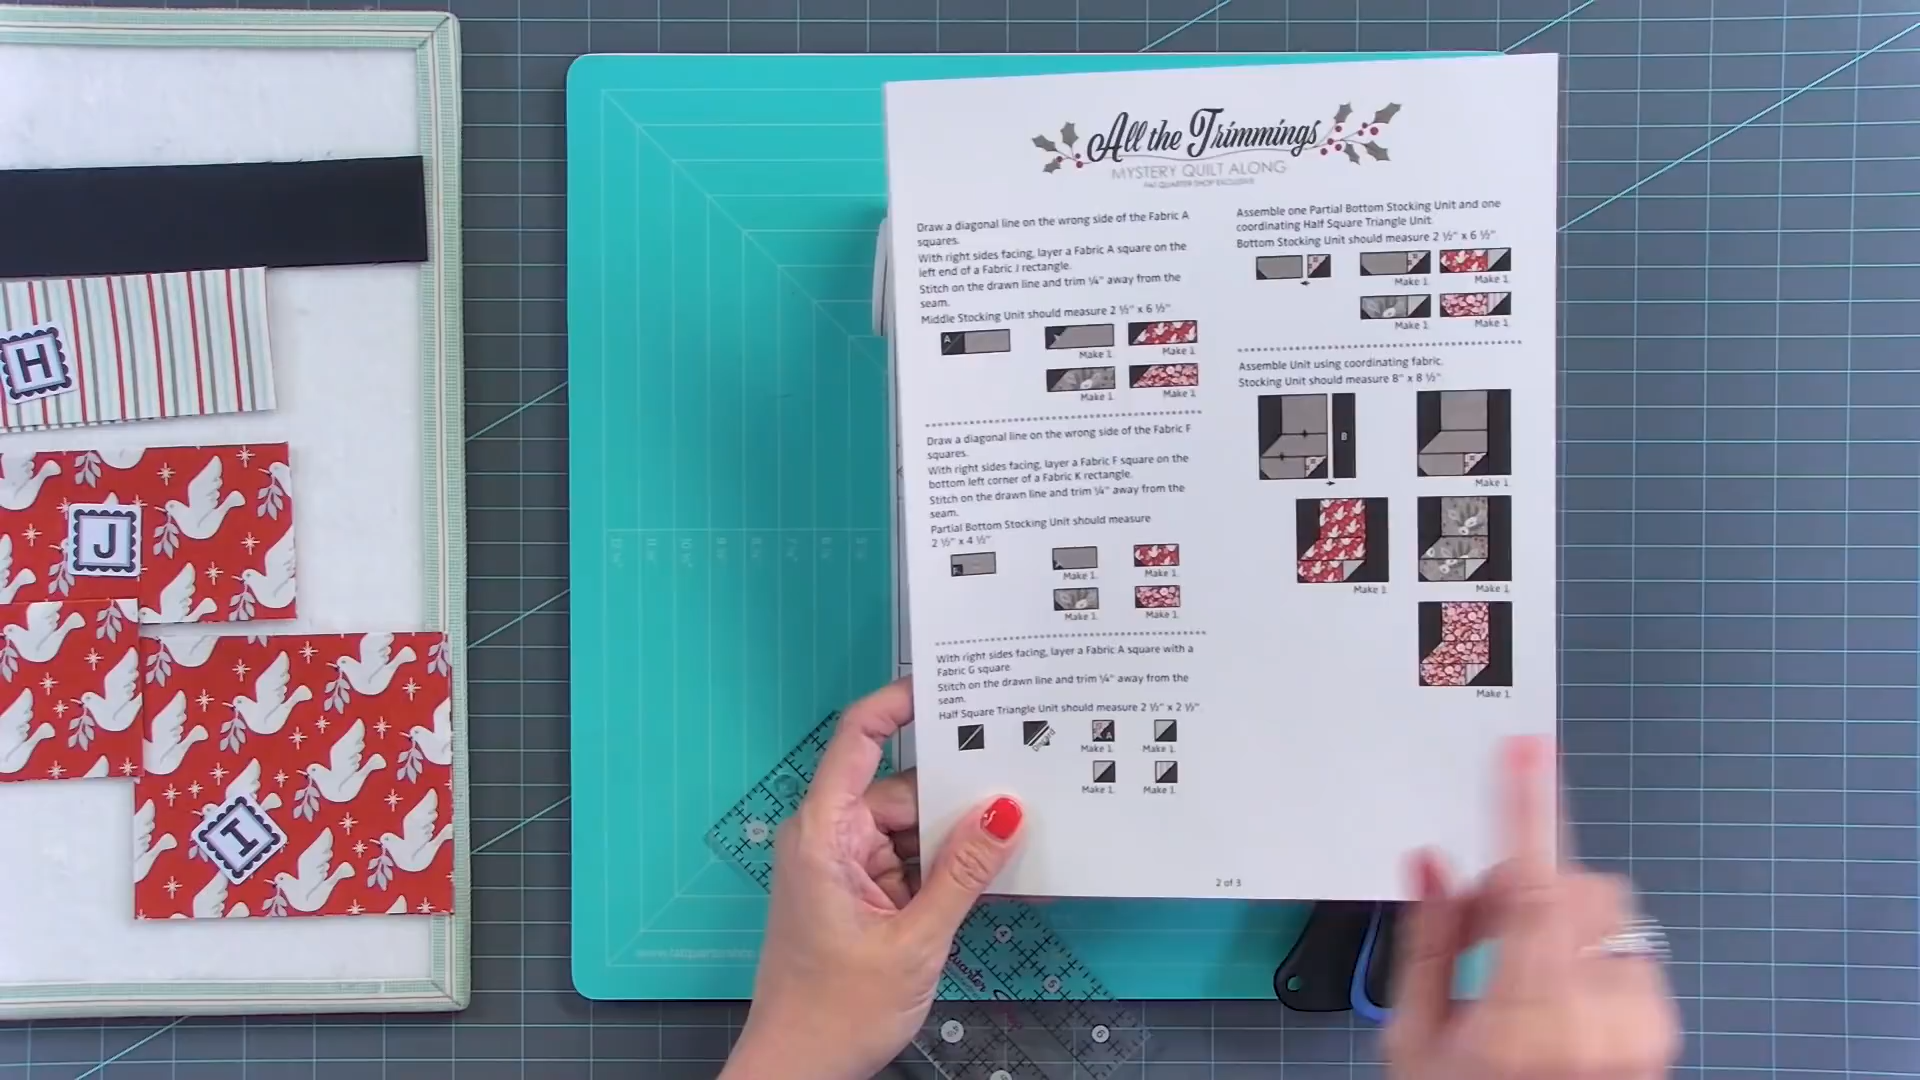 H
J
I
All the Trimmings
MYSTERY QUILT ALONG
FAT QUARTER SHOP EXCLUSIVE
Draw a diagonal line on the wrong side of the Fabric A
squares.
With right sides facing, layer a Fabric A square on the
left end of a Fabric J rectangle.
Stitch on the drawn line and trim ¼" away from the
seam.
Middle Stocking Unit should measure 2 ½" x 6 ½"
A
Make 1.
Make 1.
Make 1.
Make 1.
Draw a diagonal line on the wrong side of the Fabric F
squares.
With right sides facing, layer a Fabric F square on the
bottom left corner of a Fabric K rectangle.
Stitch on the drawn line and trim ¼" away from the
seam.
Partial Bottom Stocking Unit should measure
2 ½" x 4 ½"
F
Make 1.
Make 1.
Make 1.
Make 1.
With right sides facing, layer a Fabric A square with a
Fabric G square.
Stitch on the drawn line and trim ¼" away from the
seam.
Half Square Triangle Unit should measure 2 ½" x 2 ½".
Discard
A
Make 1.
Make 1.
Make 1.
Make 1.
Assemble one Partial Bottom Stocking Unit and one
coordinating Half Square Triangle Unit.
Bottom Stocking Unit should measure 2 ½" x 6 ½"
Make 1.
Make 1.
Make 1.
Make 1.
Assemble Unit using coordinating fabric.
Stocking Unit should measure 8" x 8 ½"
B
Make 1.
Make 1.
Make 1.
Make 1.
2 of 3
Quarter
4
5
6